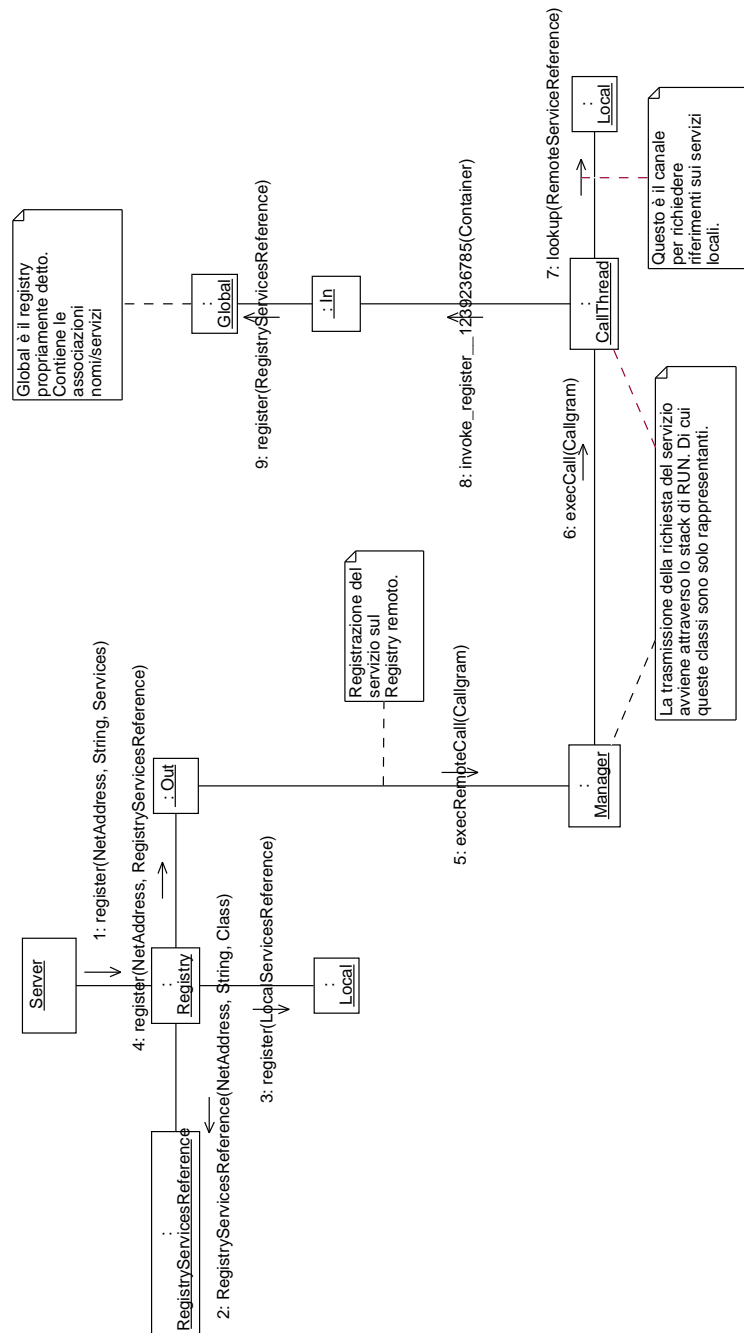 Server
1: register(NetAddress, String, Services)
4: register(NetAddress, RegistryServicesReference)
:
RegistryServicesReference
:
Registry
: Out
2: RegistryServicesReference(NetAddress, String, Class)
3: register(LocalServicesReference)
:
Local
Registrazione del
servizio sul
Registry remoto.
5: execRemoteCall(Callgram)
:
Manager
6: execCall(Callgram)
La trasmissione della richiesta del servizio
avviene attraverso lo stack di RUN. Di cui
queste classi sono solo rappresentanti.
:
CallThread
7: lookup(RemoteServiceReference)
:
Local
Questo è il canale
per richiedere
riferimenti sui servizi
locali.
8: invoke_register__1239236785(Container)
: In
9: register(RegistryServicesReference)
:
Global
Global è il registry
propriamente detto.
Contiene le
associazioni
nomi/servizi